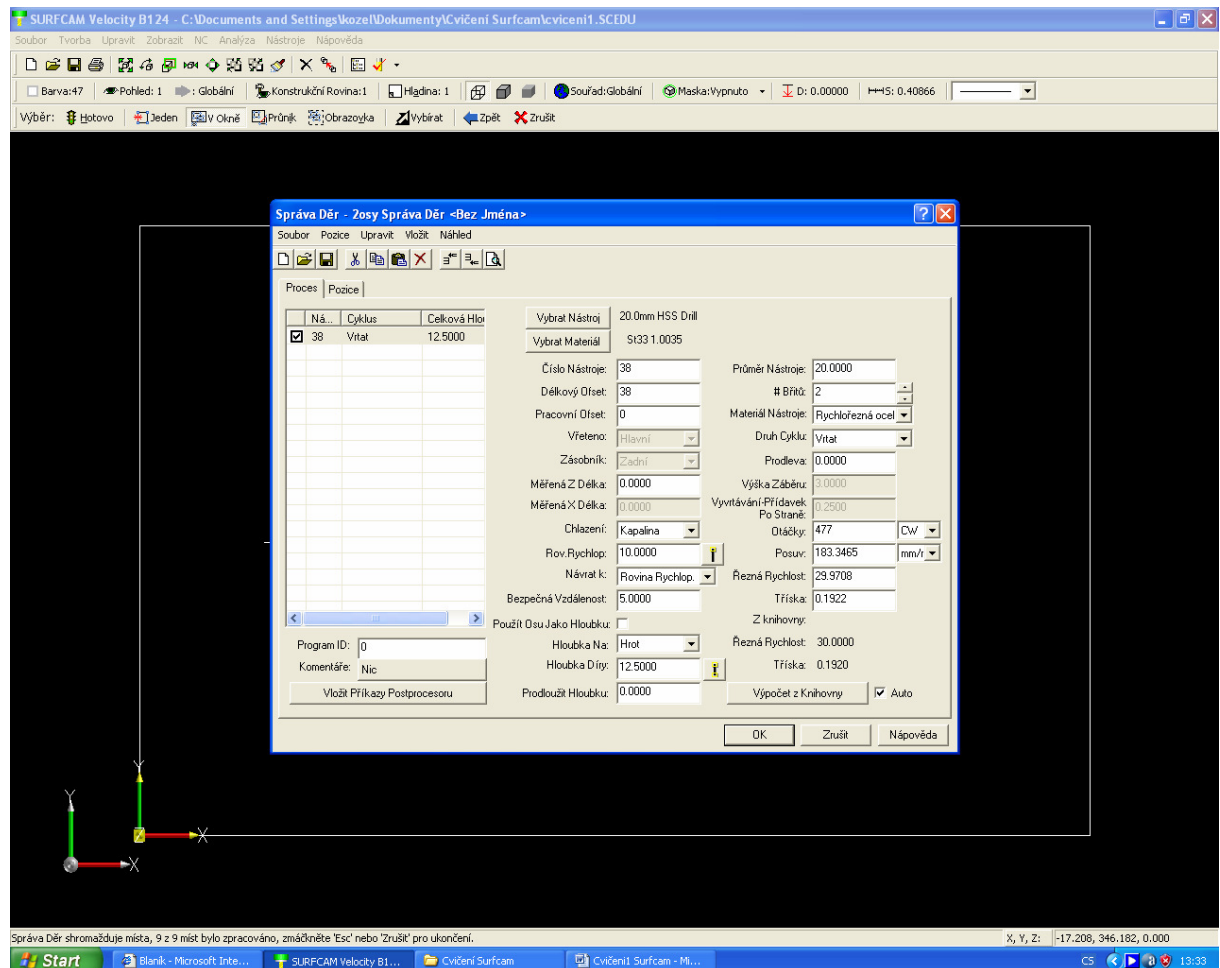 SURFCAM Velocity B124 - C:\Documents and Settings\kozel\Dokumenty\Cvičení Surfcam\cviceni1.SCEDU
Soubor Tvorba Upravit Zobrazit NC Analýza Nástroje Nápověda
Barva:47 Pohled: 1 : Globální Konstrukční Rovina:1 Hladina: 1 Souřad:Globální Maska:Vypnuto D: 0.00000 S: 0.40866
Výběr: Hotovo Jeden V Okně Průnik Obrazovka Vybírat Zpět Zrušit
Správa Děr - 2osy Správa Děr <Bez Jména>
Soubor Pozice Upravit Vložit Náhled
Proces Pozice
Ná... Cyklus Celková Hlou
38 Vrtat 12.5000
Vybrat Nástroj 20.0mm HSS Drill
Vybrat Materiál St33 1.0035
Číslo Nástroje: 38 Průměr Nástroje: 20.0000
Délkový Ofset: 38 # Břitů: 2
Pracovní Ofset: 0 Materiál Nástroje: Rychlořezná ocel
Vřeteno: Hlavní Druh Cyklu: Vrtat
Zásobník: Zadní Prodleva: 0.0000
Měřená Z Délka: 0.0000 Výška Záběru: 3.0000
Měřená X Délka: 0.0000 Vyvrtávání-Přídavek Po Straně: 0.2500
Chlazení: Kapalina Otáčky: 477 CW
Rov.Rychlop: 10.0000 Posuv: 183.3465 mm/r
Návrat k: Rovina Rychlop. Řezná Rychlost: 29.9708
Bezpečná Vzdálenost: 5.0000 Tříska: 0.1922
Použít Osu Jako Hloubku: Z knihovny:
Hloubka Na: Hrot Řezná Rychlost: 30.0000
Hloubka Díry: 12.5000 Tříska: 0.1920
Prodloužit Hloubku: 0.0000 Výpočet z Knihovny Auto
Program ID: 0
Komentáře: Nic
Vložit Příkazy Postprocesoru
OK Zrušit Nápověda
Y
X
Z
Y
X
Správa Děr shromažďuje místa, 9 z 9 míst bylo zpracováno, zmáčkněte 'Esc' nebo 'Zrušit' pro ukončení. X, Y, Z: -17.208, 346.182, 0.000
Start Blaník - Microsoft Inte... SURFCAM Velocity B1... Cvičení Surfcam Cvičeni1 Surfcam - Mi... CS 13:33